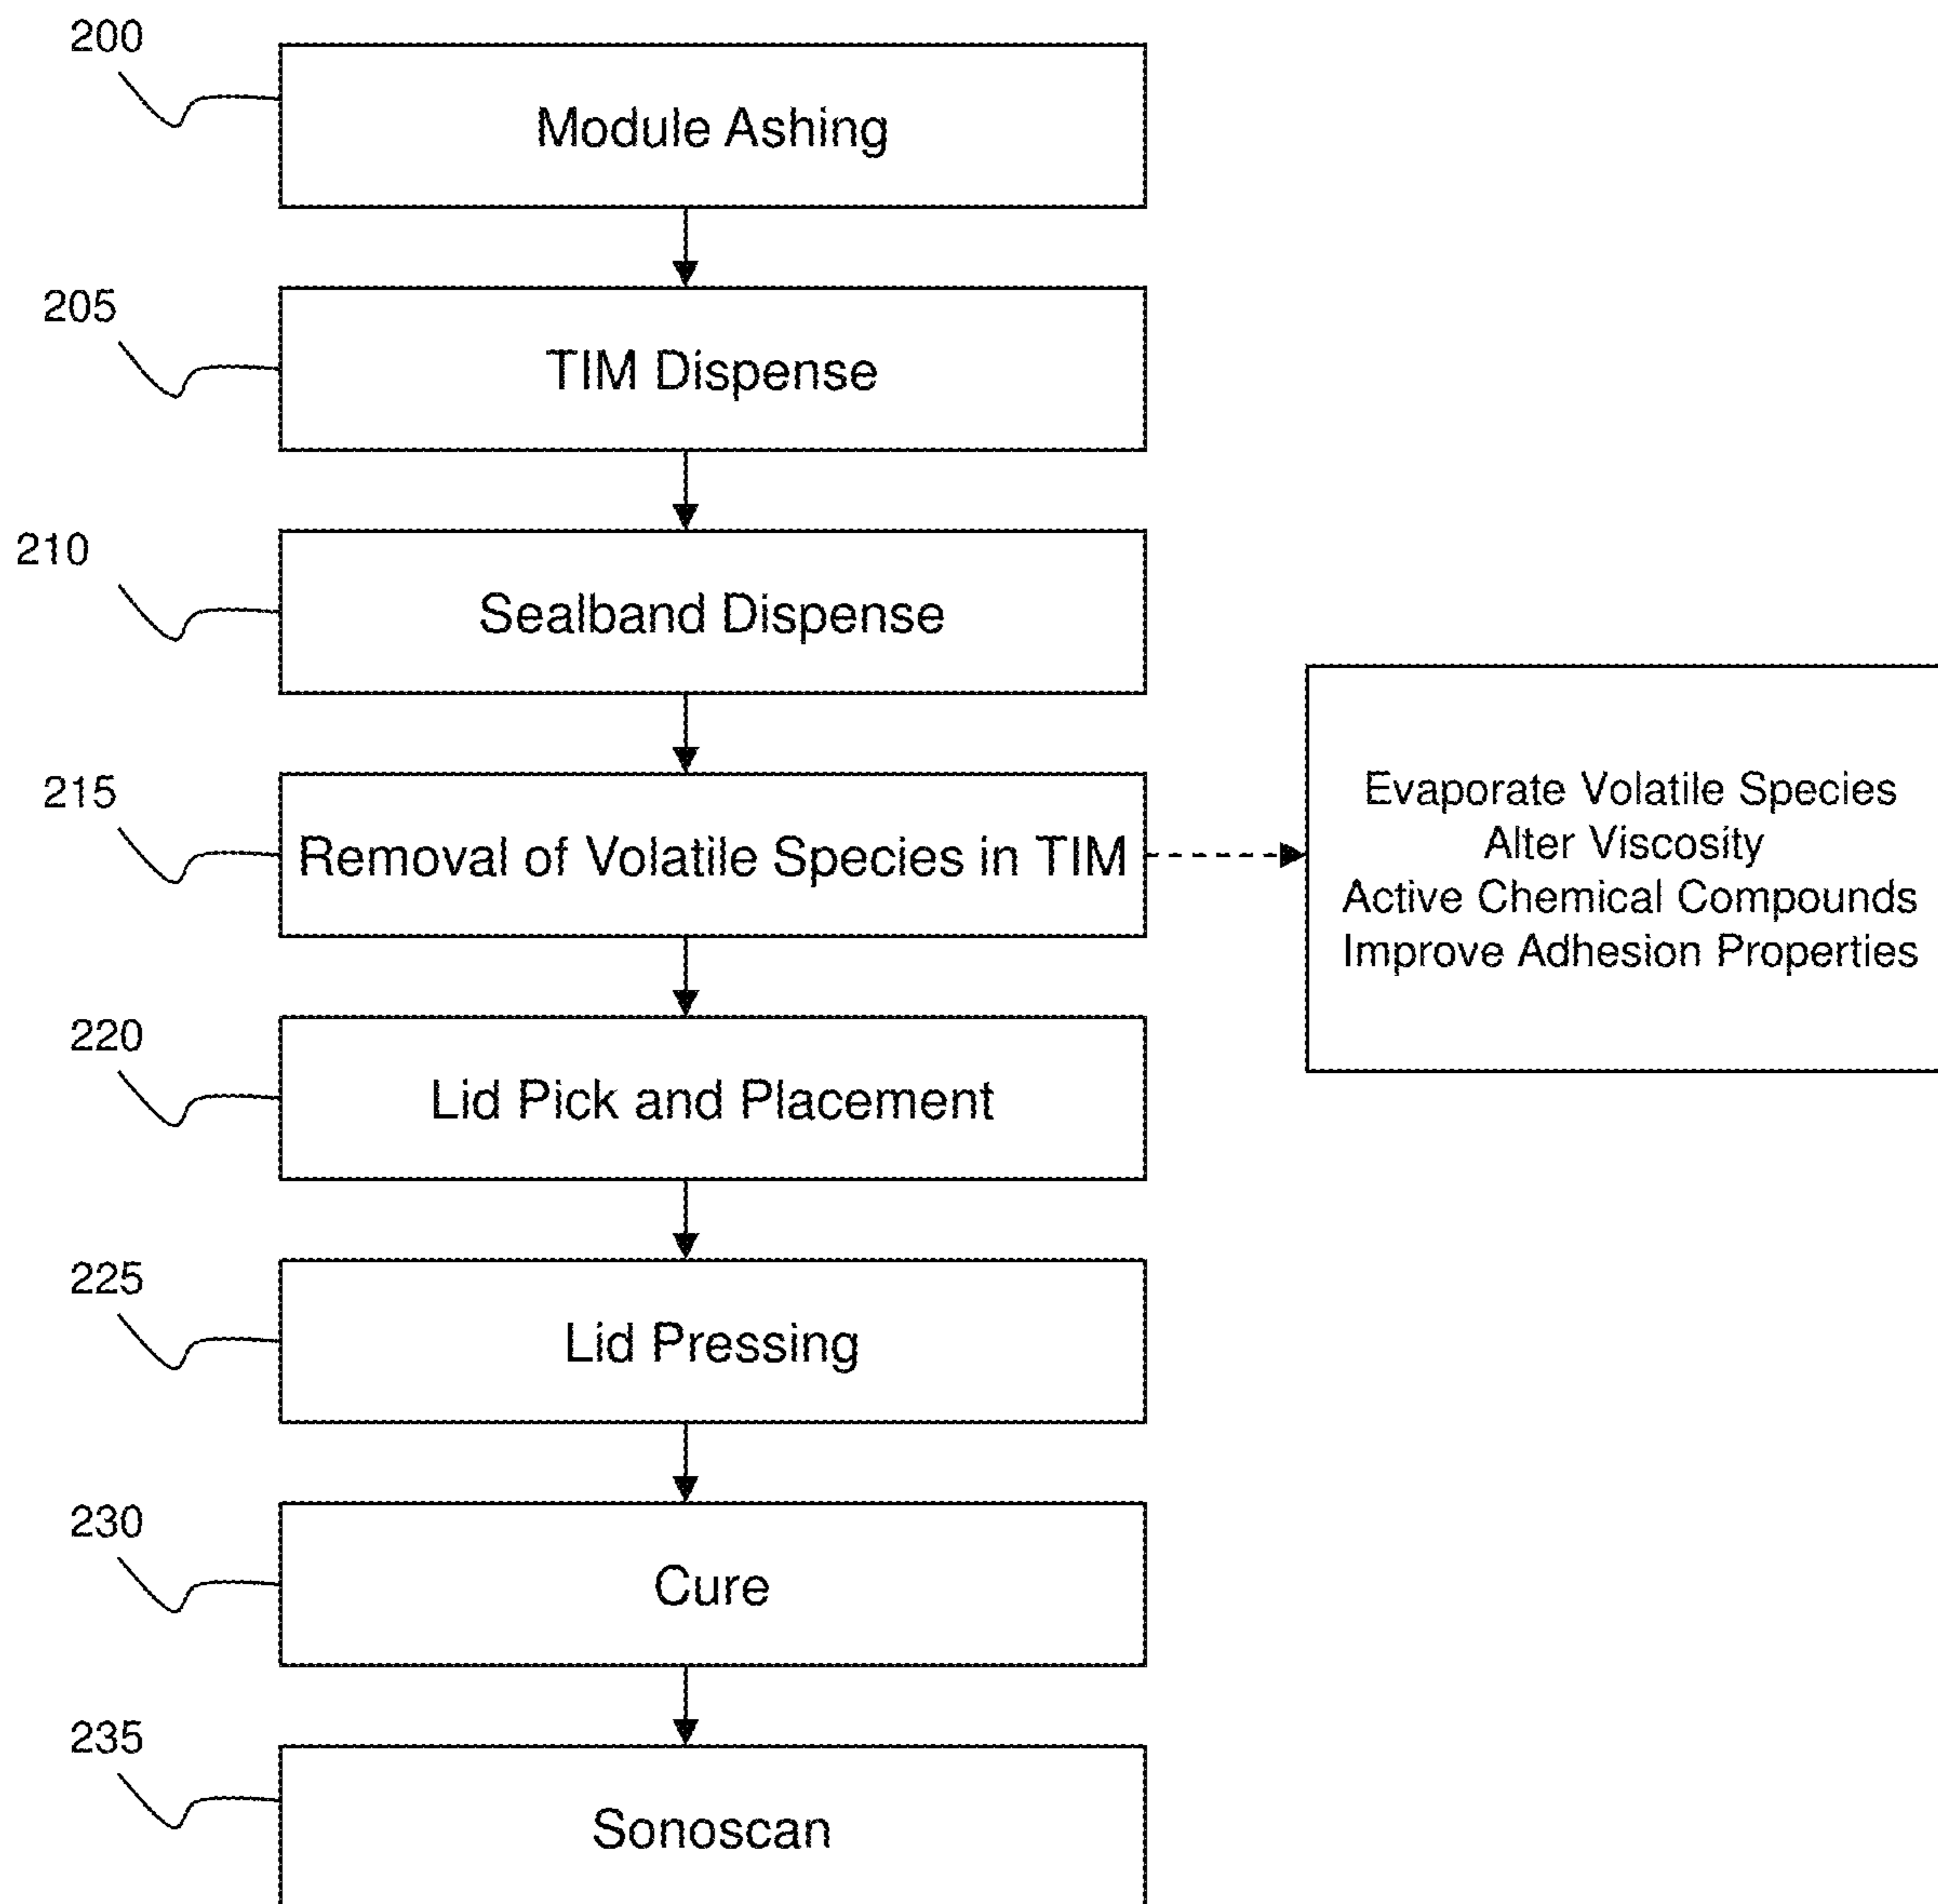 200
Module Ashing
205
TIM Dispense
210
Sealband Dispense
215
Removal of Volatile Species in TIM
Evaporate Volatile Species
Alter Viscosity
Active Chemical Compounds
Improve Adhesion Properties
220
Lid Pick and Placement
225
Lid Pressing
230
Cure
235
Sonoscan